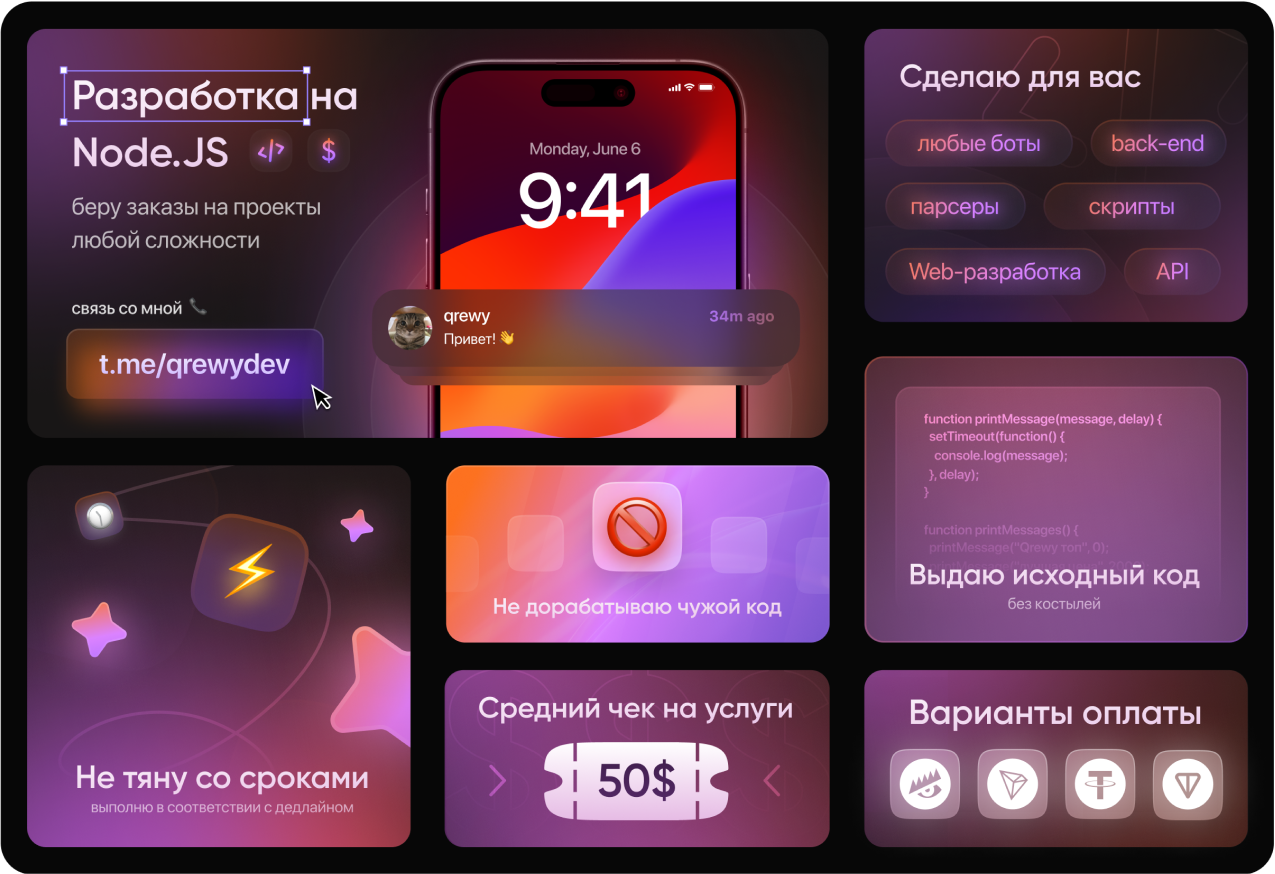 Разработка на
Node.JS </> $
беру заказы на проекты
любой сложности
связь со мной
t.me/qrewydev
Monday, June 6
9:41
qrewy
34m ago
Привет! 👋
Сделаю для вас
любые боты
back-end
парсеры
скрипты
Web-разработка
API
function printMessage(message, delay) {
setTimeout(function() {
console.log(message);
}, delay);
}
function printMessages() {
printMessage("Qrewy топ", 0);
Выдаю исходный код
без костылей
Не тяну со сроками
выполню в соответствии с дедлайном
Не дорабатываю чужой код
Средний чек на услуги
50$
Варианты оплаты